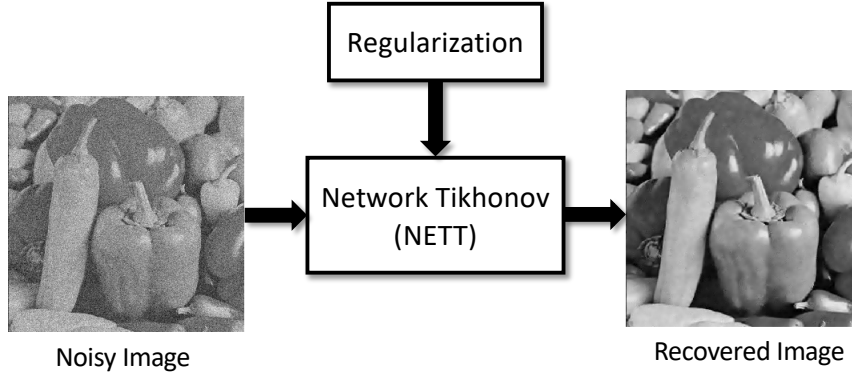 Regularization
Network Tikhonov
(NETT)
Noisy Image
Recovered Image